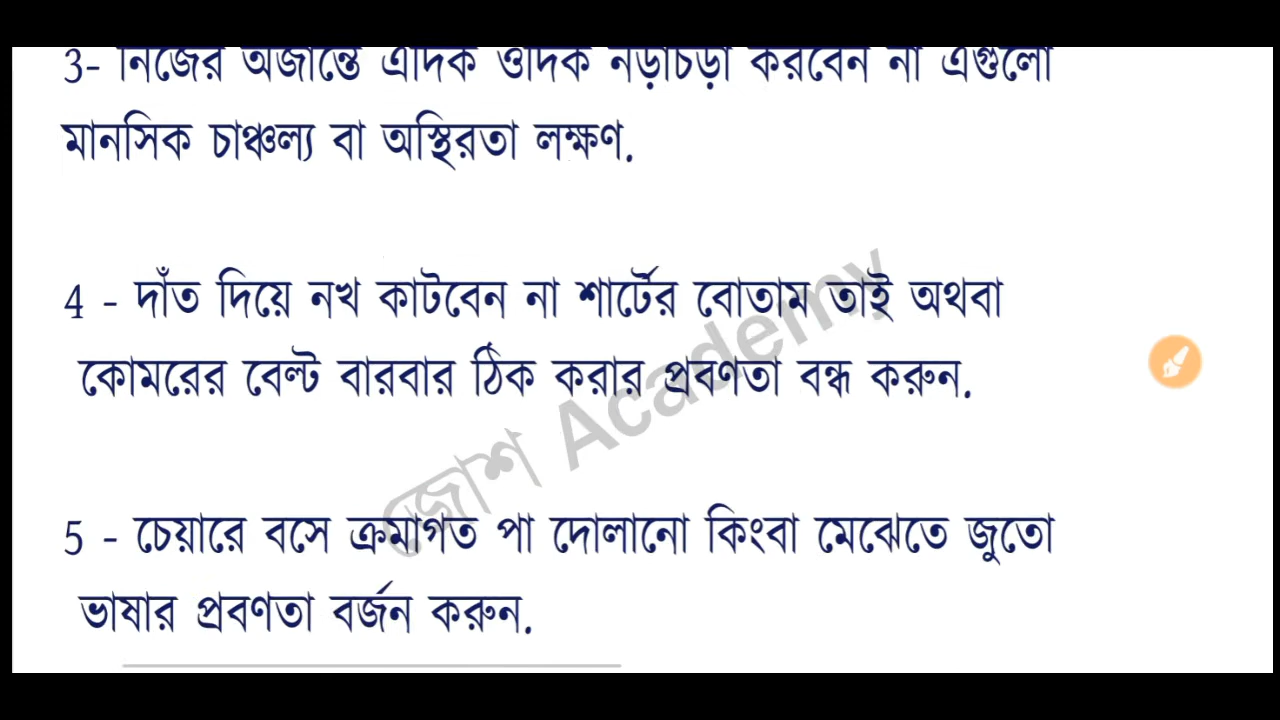 3- নিজের অজান্তে এদিক ওদিক নড়াচড়া করবেন না এগুলো
মানসিক চাঞ্চল্য বা অস্থিরতা লক্ষণ.
4 - দাঁত দিয়ে নখ কাটবেন না শার্টের বোতাম তাই অথবা
কোমরের বেল্ট বারবার ঠিক করার প্রবণতা বন্ধ করুন.
জোশ Academy
5 - চেয়ারে বসে ক্রমাগত পা দোলানো কিংবা মেঝেতে জুতো
ভাষার প্রবণতা বর্জন করুন.